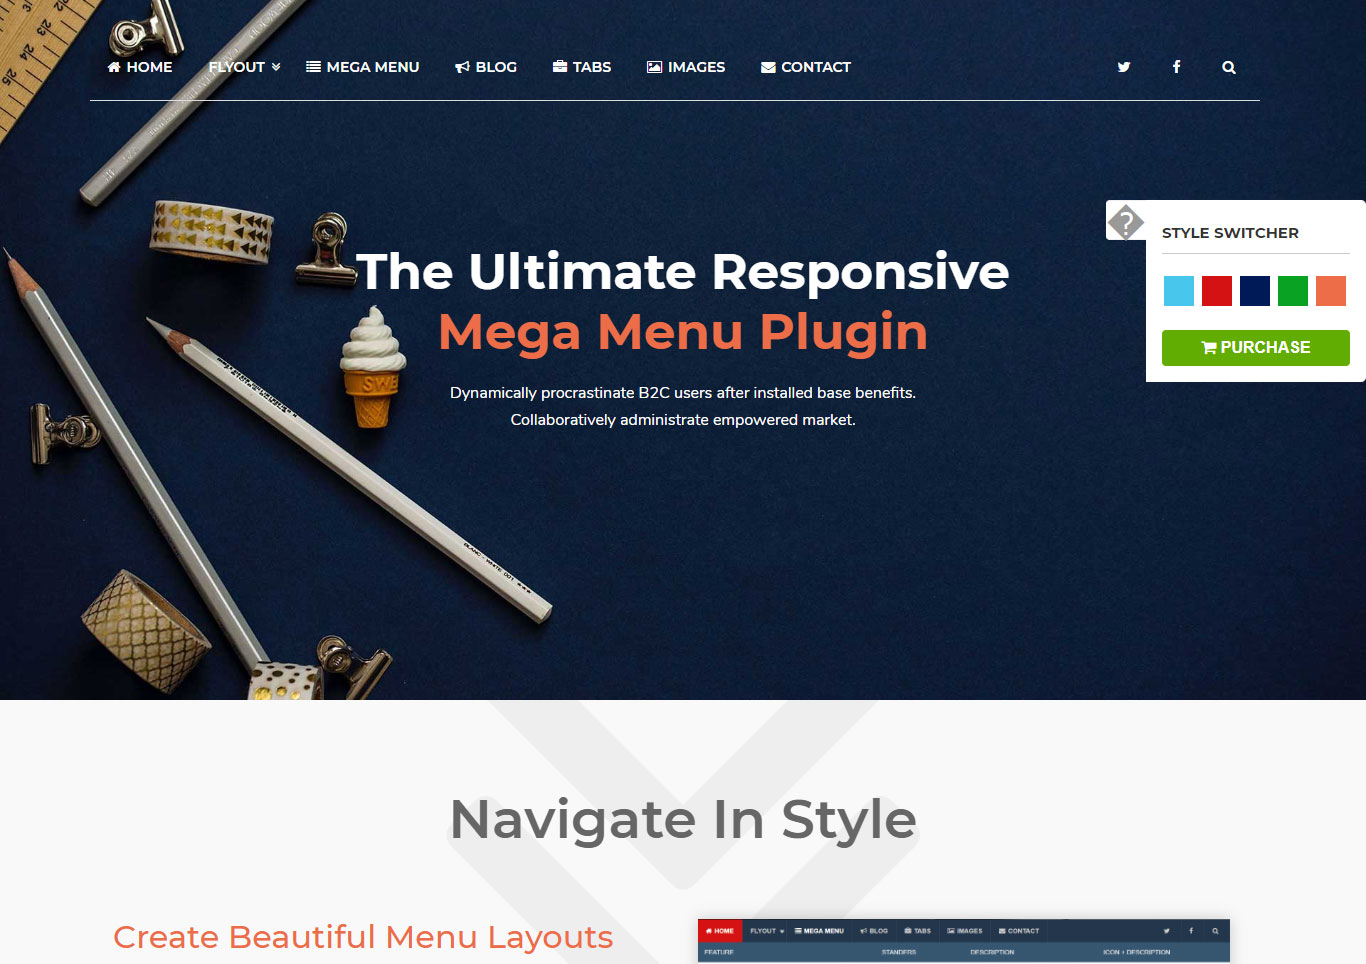 HOME FLYOUT MEGA MENU BLOG TABS IMAGES CONTACT
STYLE SWITCHER
The Ultimate Responsive
Mega Menu Plugin
PURCHASE
SWE
Dynamically procrastinate B2C users after installed base benefits.
Collaboratively administrate empowered market.
Navigate In Style
Create Beautiful Menu Layouts
HOME FLYOUT MEGA MENU BLOG TABS IMAGES CONTACT
FEATURE STANDERS DESCRIPTION ICON + DESCRIPTION